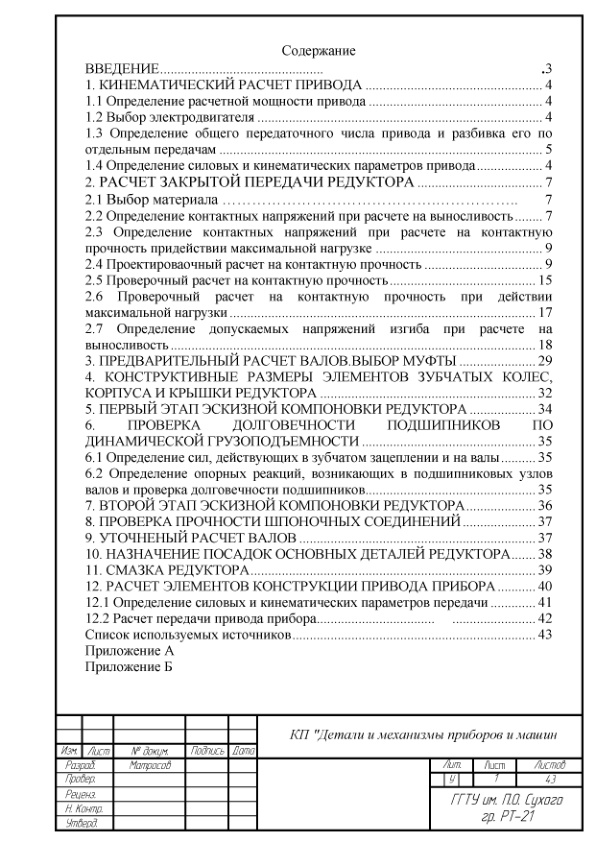 Содержание
ВВЕДЕНИЕ............................................ .3
1. КИНЕМАТИЧЕСКИЙ РАСЧЕТ ПРИВОДА ................................................ 4
1.1 Определение расчетной мощности привода ............................................... 4
1.2 Выбор электродвигателя ............................................................................. 4
1.3 Определение общего передаточного числа привода и разбивка его по
отдельным передачам ....................................................................................... 5
1.4 Определение силовых и кинематических параметров привода.................. 4
2. РАСЧЕТ ЗАКРЫТОЙ ПЕРЕДАЧИ РЕДУКТОРА .................................. 7
2.1 Выбор материала ………………………………………………….. 7
2.2 Определение контактных напряжений при расчете на выносливость....... 7
2.3 Определение контактных напряжений при расчете на контактную
прочность придействии максимальной нагрузке ............................................. 9
2.4 Проектироваочный расчет на контактную прочность ................................ 9
2.5 Проверочный расчет на контактную прочность......................................... 15
2.6 Проверочный расчет на контактную прочность при действии
максимальной нагрузки.................................................................................... 17
2.7 Определение допускаемых напряжений изгиба при расчете на
выносливость .................................................................................................... 18
3. ПРЕДВАРИТЕЛЬНЫЙ РАСЧЕТ ВАЛОВ.ВЫБОР МУФТЫ ....................... 29
4. КОНСТРУКТИВНЫЕ РАЗМЕРЫ ЭЛЕМЕНТОВ ЗУБЧАТЫХ КОЛЕС,
КОРПУСА И КРЫШКИ РЕДУКТОРА ............................................................ 32
5. ПЕРВЫЙ ЭТАП ЭСКИЗНОЙ КОМПОНОВКИ РЕДУКТОРА .................. 34
6. ПРОВЕРКА ДОЛГОВЕЧНОСТИ ПОДШИПНИКОВ ПО
ДИНАМИЧЕСКОЙ ГРУЗОПОДЪЕМНОСТИ................................................ 35
6.1 Определение сил, действующих в зубчатом зацеплении и на валы.......... 35
6.2 Определение опорных реакций, возникающих в подшипниковых узлов
валов и проверка долговечности подшипников............................................... 35
7. ВТОРОЙ ЭТАП ЭСКИЗНОЙ КОМПОНОВКИ РЕДУКТОРА.................... 36
8. ПРОВЕРКА ПРОЧНОСТИ ШПОНОЧНЫХ СОЕДИНЕНИЙ.................... 37
9. УТОЧНЕНЫЙ РАСЧЕТ ВАЛОВ ................................................................. 37
10. НАЗНАЧЕНИЕ ПОСАДОК ОСНОВНЫХ ДЕТАЛЕЙ РЕДУКТОРА....... 38
11. СМАЗКА РЕДУКТОРА............................................................................... 39
12. РАСЧЕТ ЭЛЕМЕНТОВ КОНСТРУКЦИИ ПРИВОДА ПРИБОРА ........... 40
12.1 Определение силовых и кинематических параметров передачи ............ 41
12.2 Расчет передачи привода прибора................................ ....................... 42
Список используемых источников................................................................... 43
Приложение А
Приложение Б
КП "Детали и механизмы приборов и машин
Изм. Лист № докум. Подпись Дата
Разраб. Матрасов
Провер.
Реценз.
Н. Контр.
Утверд.
Лит. Лист Листов
У 1 43
ГГТУ им. П.О. Сухого
гр. РТ-21